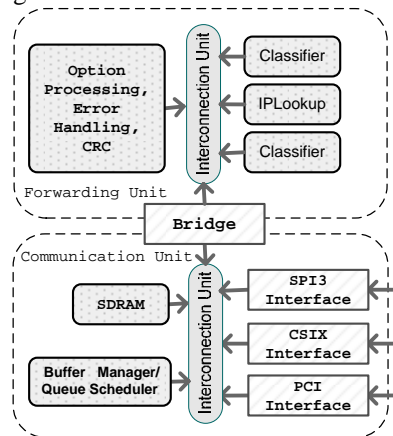 Option
Processing,
Error
Handling,
CRC
Interconnection Unit
Classifier
IPLookup
Classifier
Forwarding Unit
Bridge
Communication Unit
SDRAM
Buffer Manager/
Queue Scheduler
Interconnection Unit
SPI3
Interface
CSIX
Interface
PCI
Interface